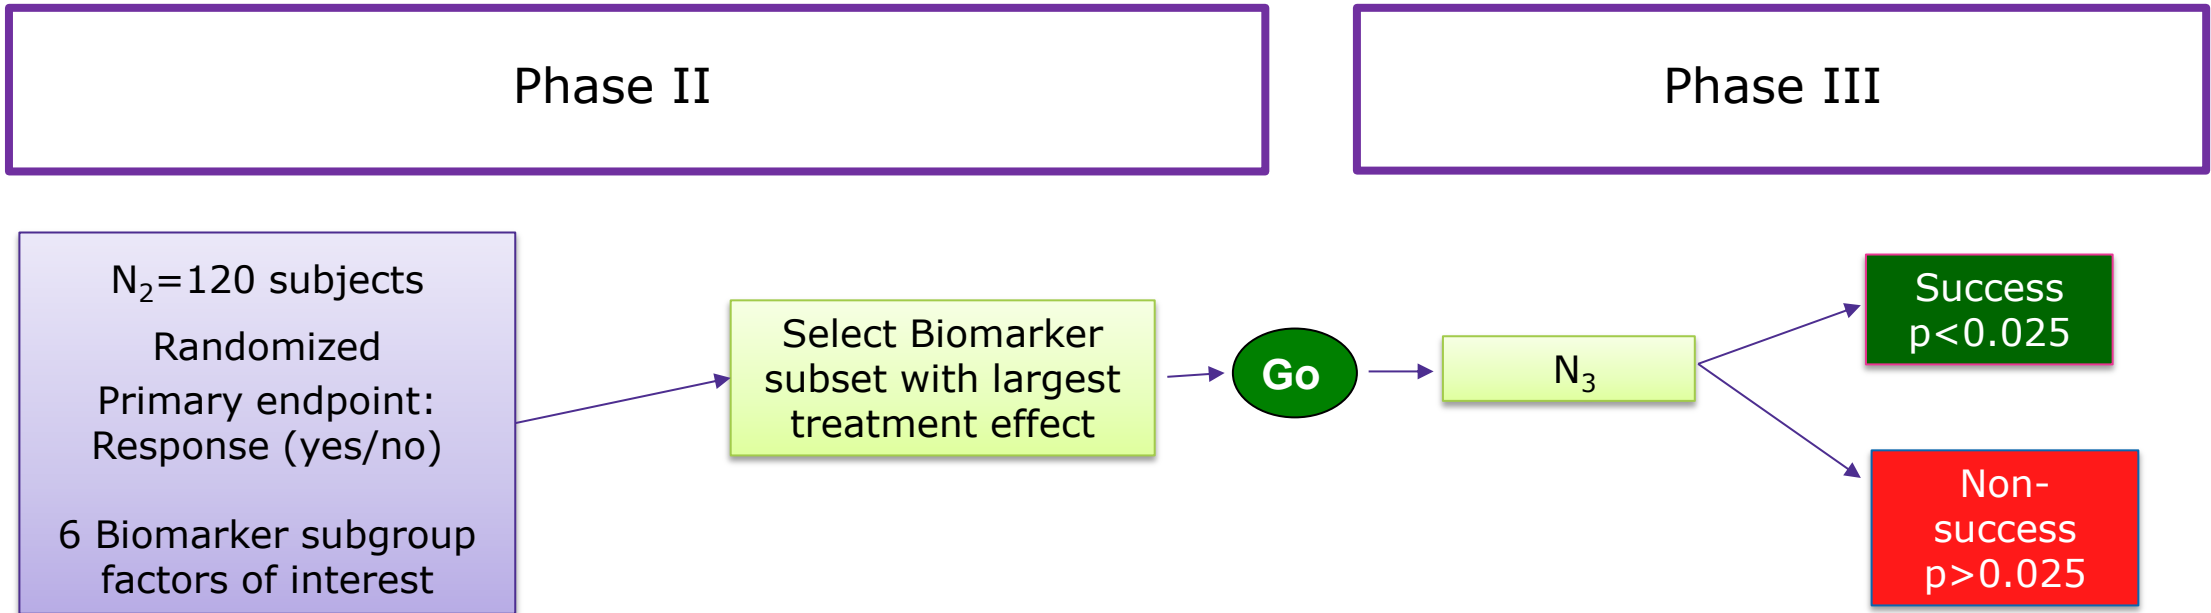 Phase II
Phase III
N₂=120 subjects
Randomized
Primary endpoint:
Response (yes/no)
6 Biomarker subgroup
factors of interest
Select Biomarker
subset with largest
treatment effect
Go
N₃
Success
p<0.025
Non-
success
p>0.025